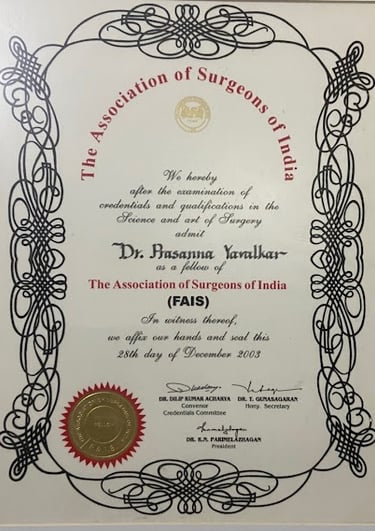 The Association of Surgeons of India
We hereby
after the examination of
credentials and qualifications in the
Science and art of Surgery
admit
Dr. Prasanna Yavalkar
as a fellow of
The Association of Surgeons of India
(FAIS)
In witness thereof,
we affix our hands and seal this
28th day of December 2003
DR. DILIP KUMAR ACHARYA
Convenor
Credentials Committee
DR. T. GUNASAGARAN
Hony. Secretary
DR. K.N. PARIMELAZHAGAN
President